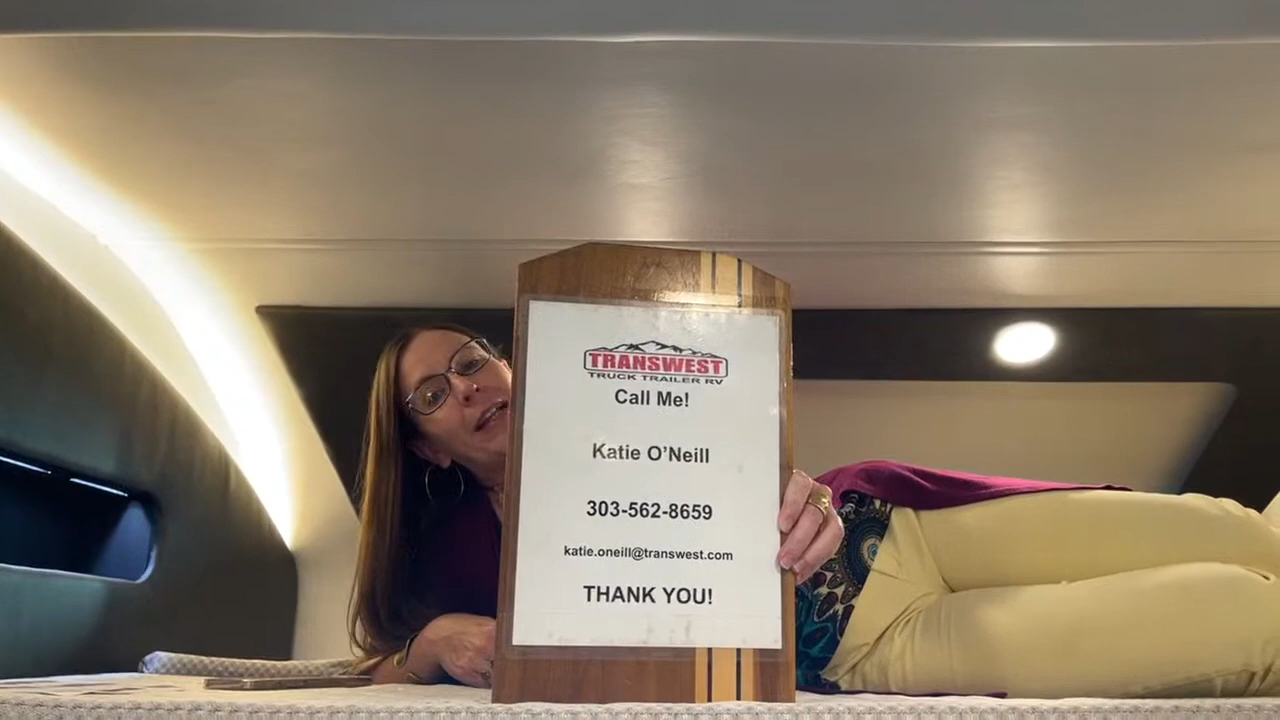 TRANSWEST
TRUCK TRAILER RV
Call Me!
Katie O'Neill
303-562-8659
katie.oneill@transwest.com
THANK YOU!